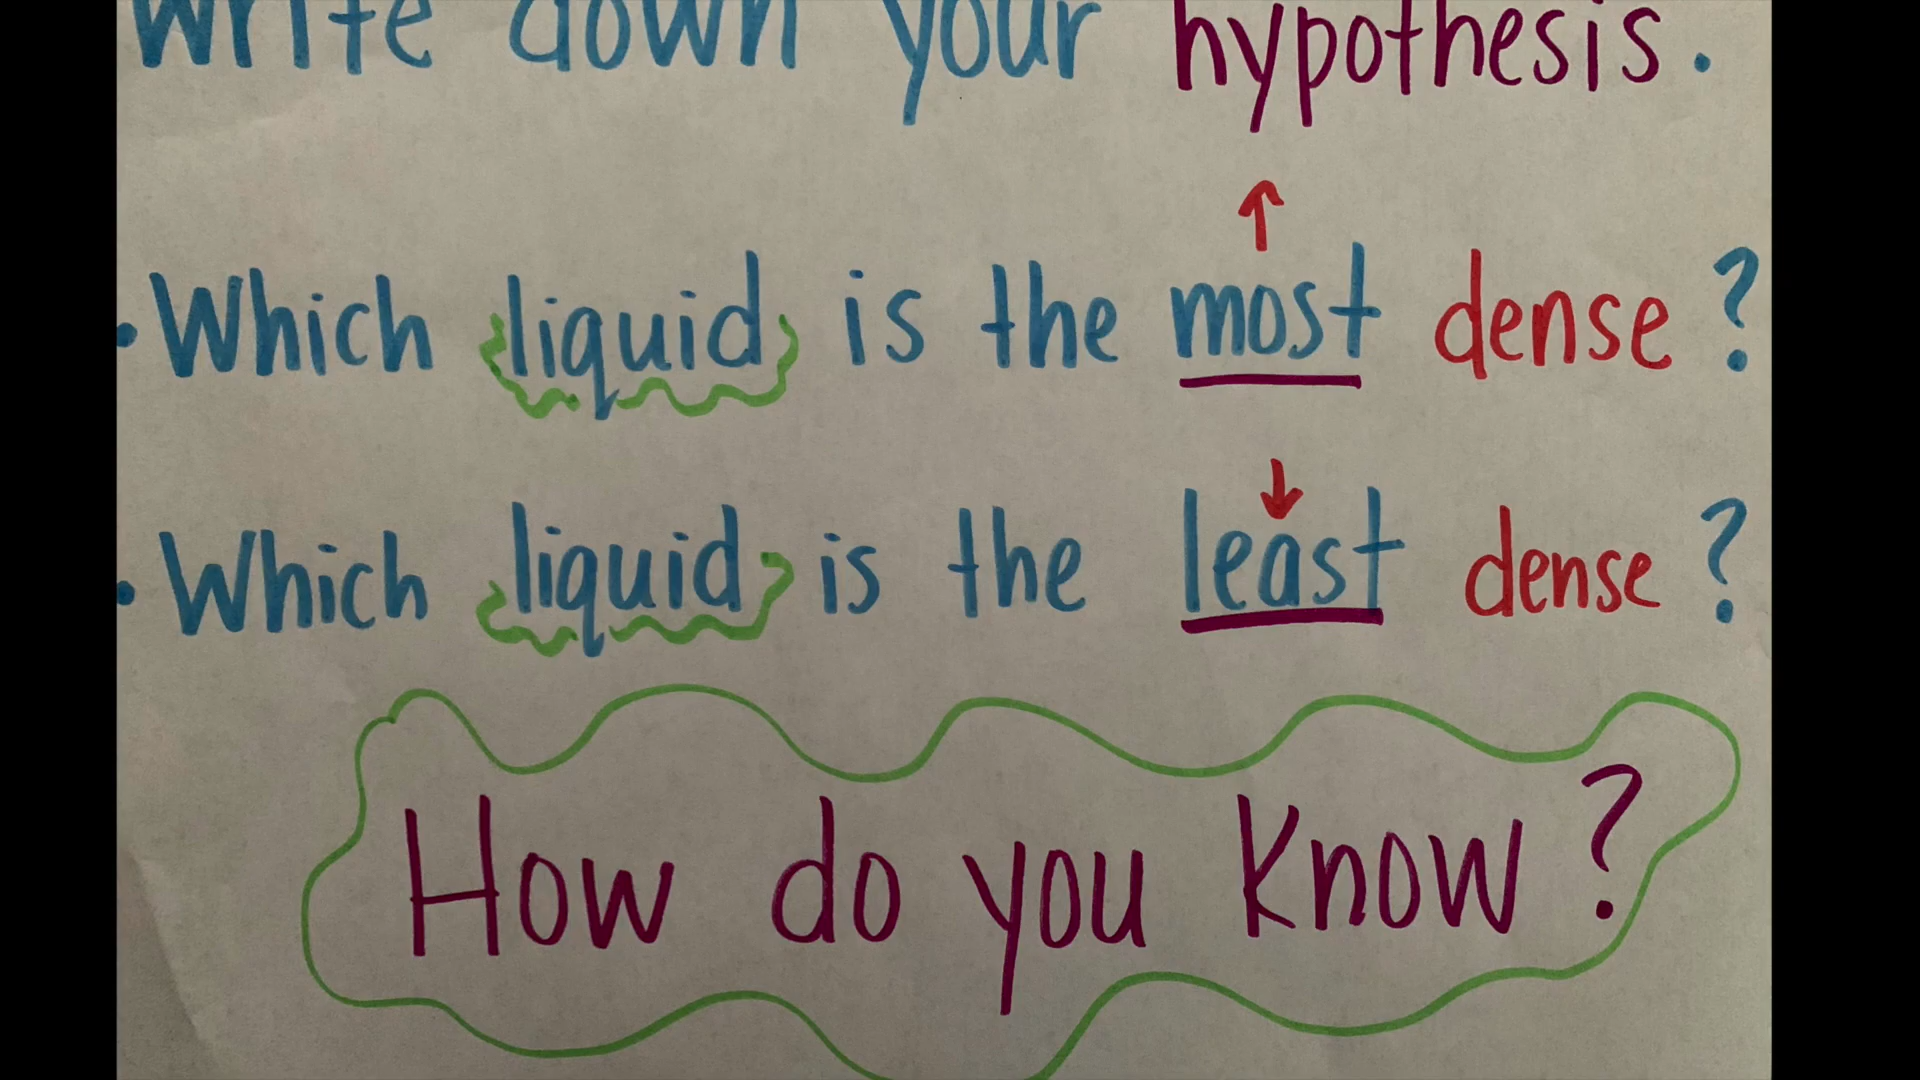 Write down your hypothesis.
• Which liquid is the most dense?
• Which liquid is the least dense?
How do you know?